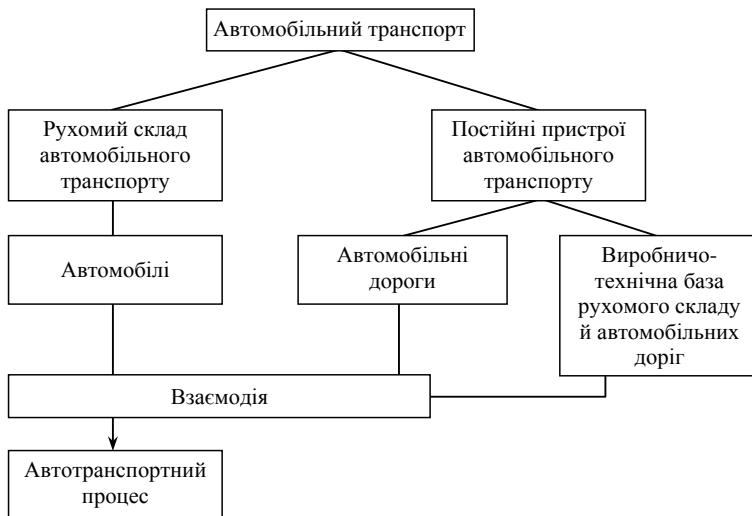 Автомобільний транспорт
Рухомий склад
автомобільного
транспорту
Постійні пристрої
автомобільного
транспорту
Автомобілі
Автомобільні
дороги
Виробничо-
технічна база
рухомого складу
й автомобільних
доріг
Взаємодія
Автотранспортний
процес